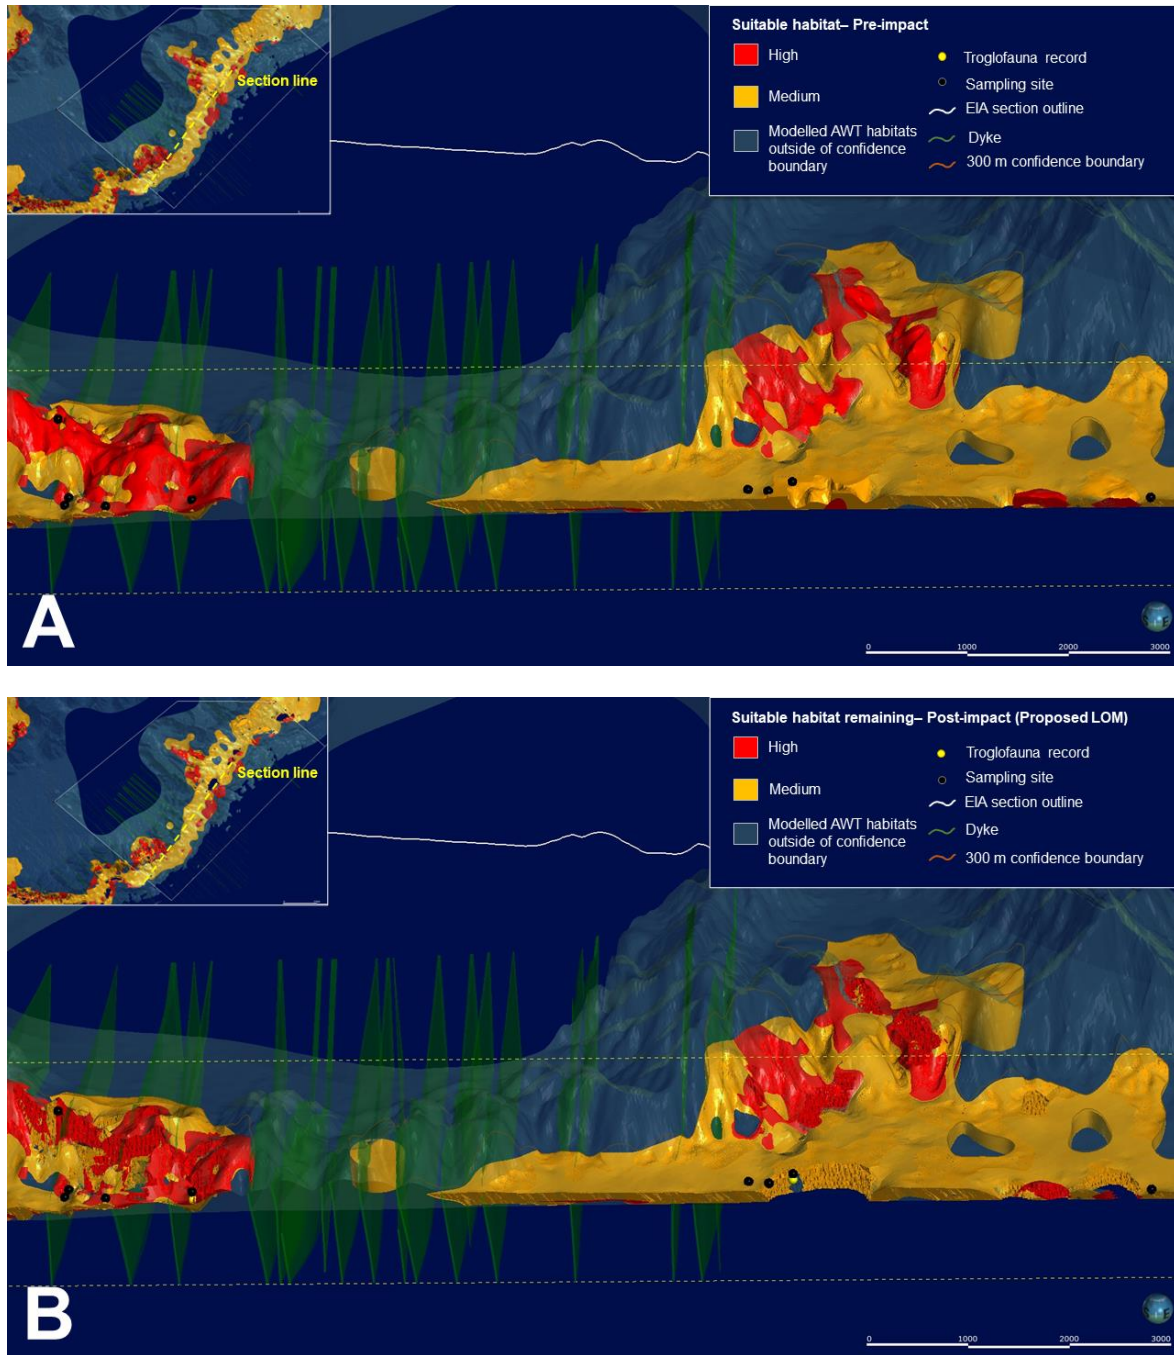 Section line
Suitable habitat– Pre-impact
High
Medium
Modelled AWT habitats
outside of confidence
boundary
Troglofauna record
Sampling site
EIA section outline
Dyke
300 m confidence boundary
A
0 1000 2000 3000
Section line
Suitable habitat remaining– Post-impact (Proposed LOM)
High
Medium
Modelled AWT habitats
outside of confidence
boundary
Troglofauna record
Sampling site
EIA section outline
Dyke
300 m confidence boundary
B
0 1000 2000 3000